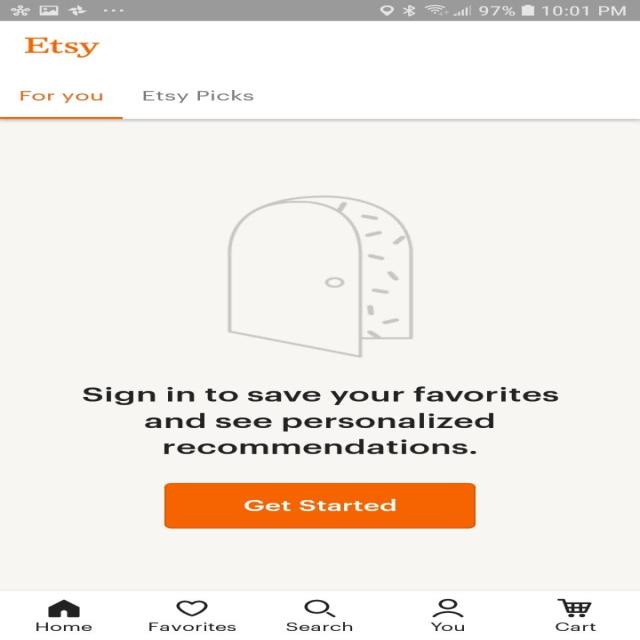 97% 10:01 PM
Etsy
For you Etsy Picks
Sign in to save your favorites
and see personalized
recommendations.
Get Started
Home Favorites Search You Cart